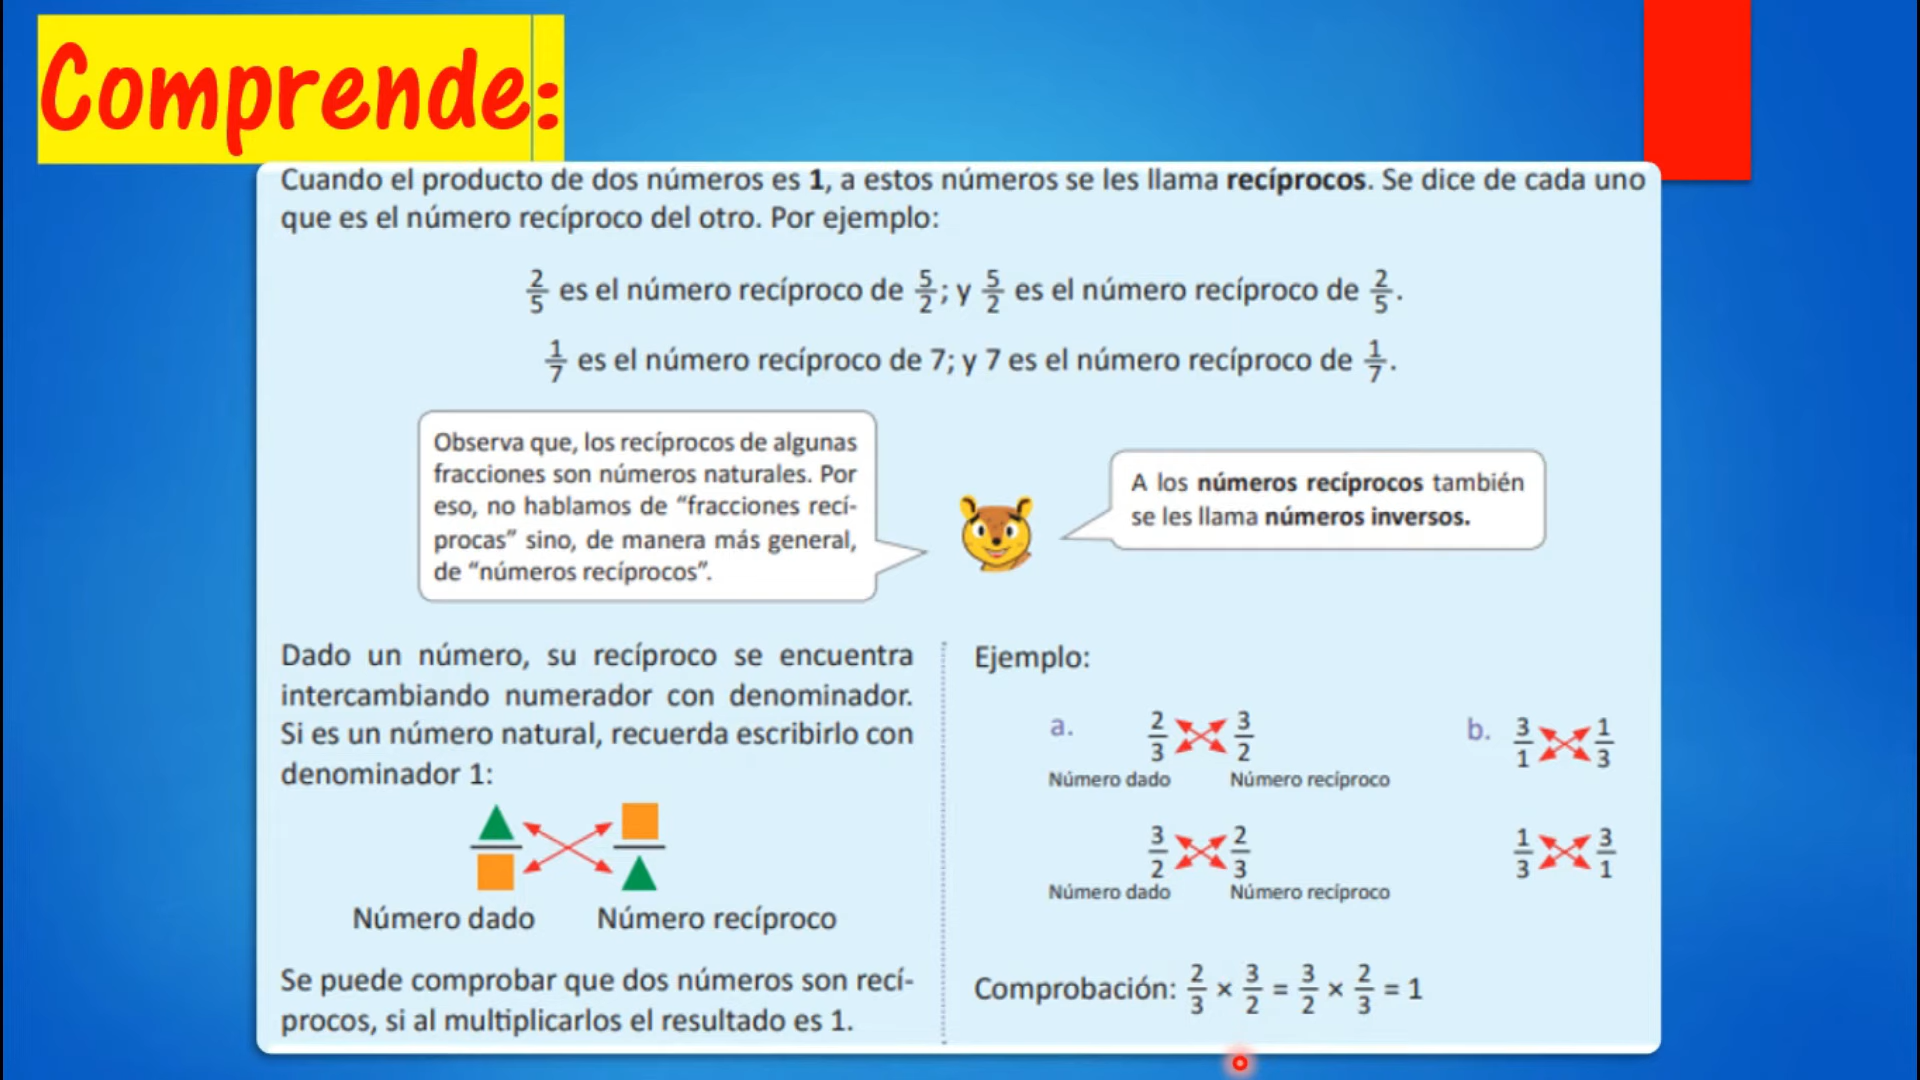 Comprende:
Cuando el producto de dos números es 1, a estos números se les llama recíprocos. Se dice de cada uno
que es el número recíproco del otro. Por ejemplo:
2/5 es el número recíproco de 5/2; y 5/2 es el número recíproco de 2/5.
1/7 es el número recíproco de 7; y 7 es el número recíproco de 1/7.
Observa que, los recíprocos de algunas
fracciones son números naturales. Por
eso, no hablamos de “fracciones recí-
procas” sino, de manera más general,
de “números recíprocos”.
A los números recíprocos también
se les llama números inversos.
Dado un número, su recíproco se encuentra
intercambiando numerador con denominador.
Si es un número natural, recuerda escribirlo con
denominador 1:
Número dado Número recíproco
Se puede comprobar que dos números son recí-
procos, si al multiplicarlos el resultado es 1.
Ejemplo:
a. 2/3 3/2
Número dado Número recíproco
3/2 2/3
Número dado Número recíproco
b. 3/1 1/3
1/3 3/1
Comprobación: 2/3 × 3/2 = 3/2 × 2/3 = 1